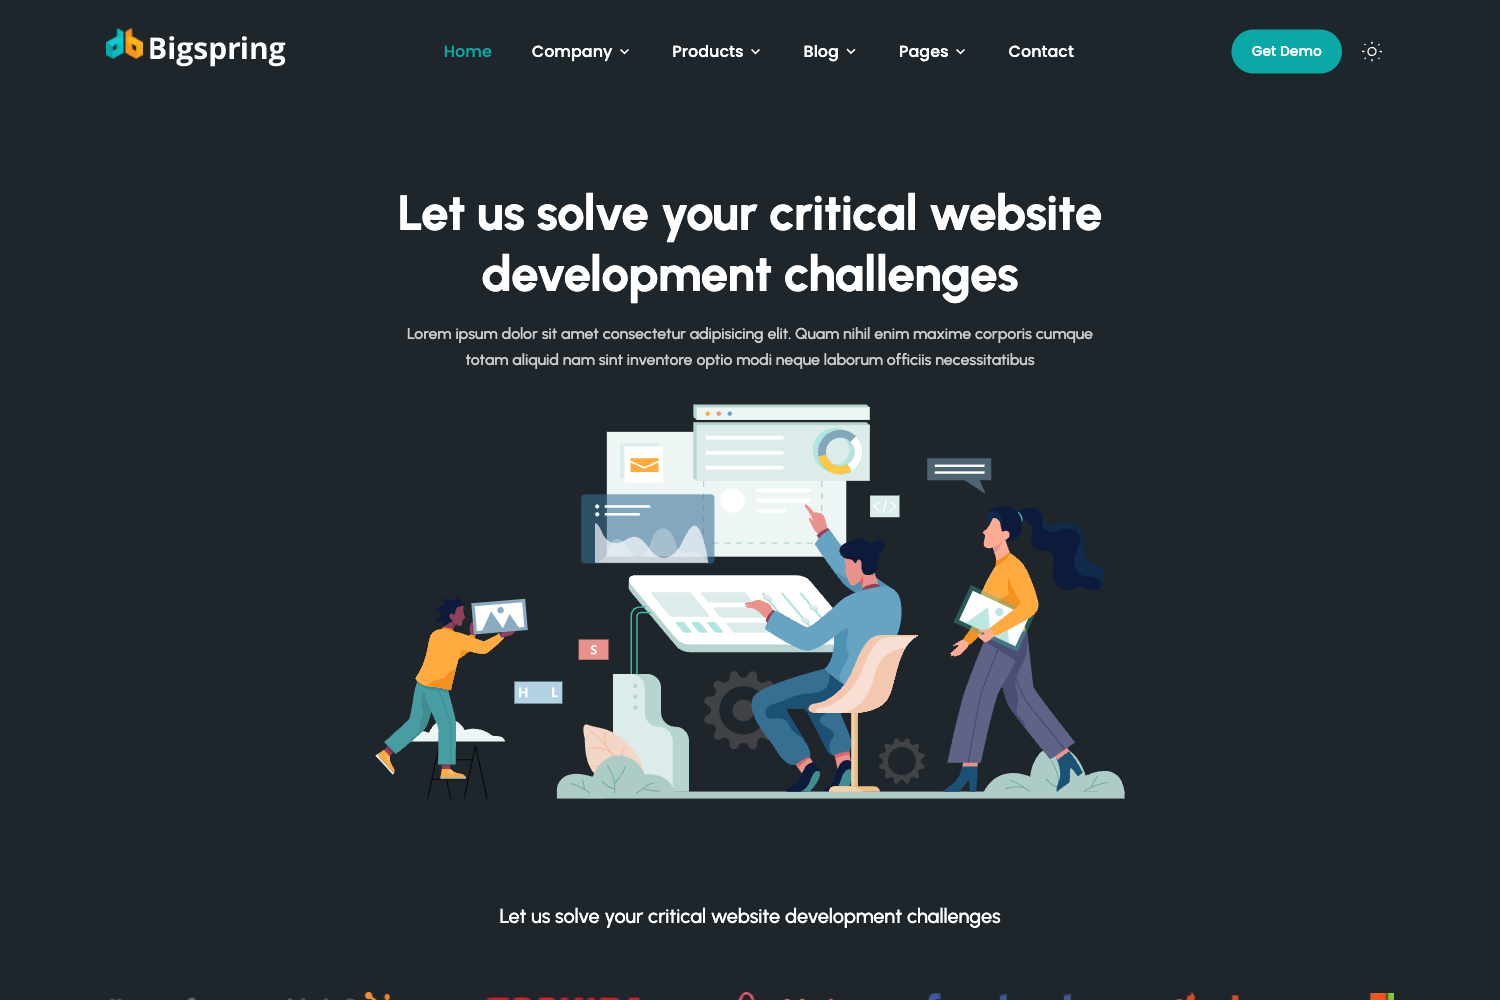 Bigspring
Home
Company
Products
Blog
Pages
Contact
Get Demo
Let us solve your critical website
development challenges
Lorem ipsum dolor sit amet consectetur adipisicing elit. Quam nihil enim maxime corporis cumque
totam aliquid nam sint inventore optio modi neque laborum officiis necessitatibus
</>
S
H L
Let us solve your critical website development challenges